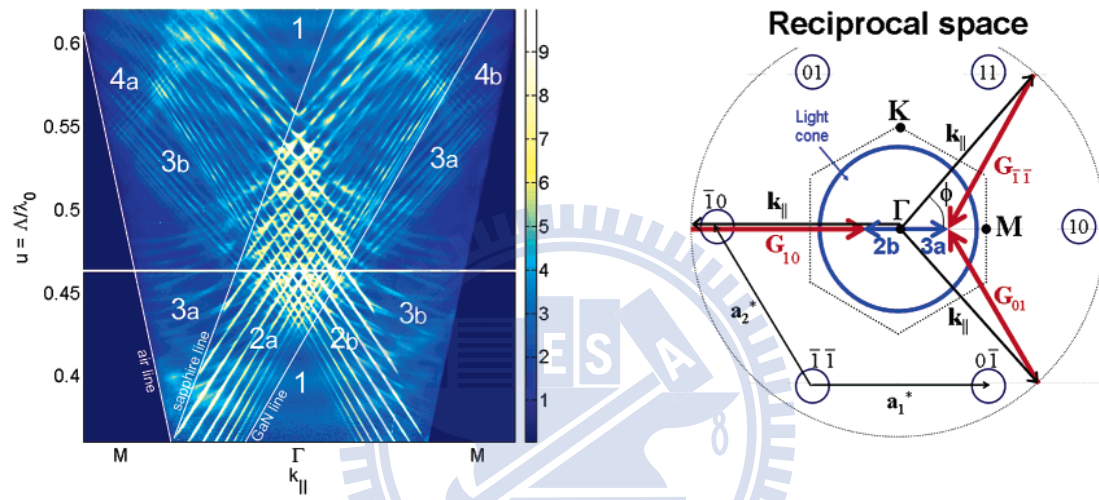 Reciprocal space
0.6
0.55
0.5
0.45
0.4
u = Λ/λ₀
1
4a
4b
3b
3a
3a
3b
2a
2b
1
air line
sapphire line
GaN line
M
Γ
M
k||
9
8
7
6
5
4
3
2
1
01
11
Light
cone
K
k||
G1̅1̅
ϕ
1̅0
k||
Γ
M
10
G10
2b
3a
G01
k||
a₂*
1̅ 1̅
01̅
a₁*
ES
A
8